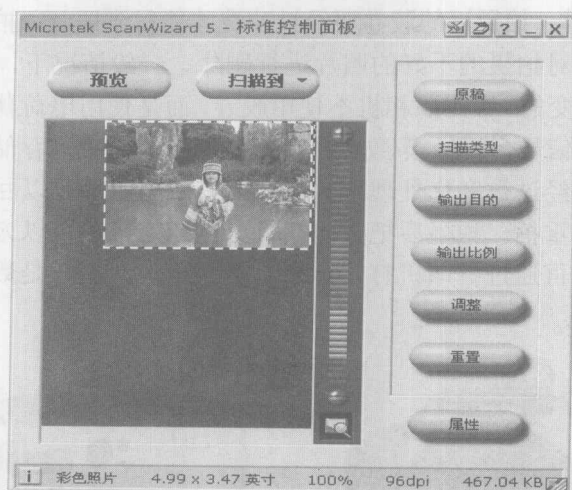 Microtek ScanWizard 5 - 标准控制面板
预览 扫描到
原稿
扫描类型
输出目的
输出比例
调整
重置
属性
i 彩色照片 4.99 x 3.47 英寸 100% 96dpi 467.04 KB